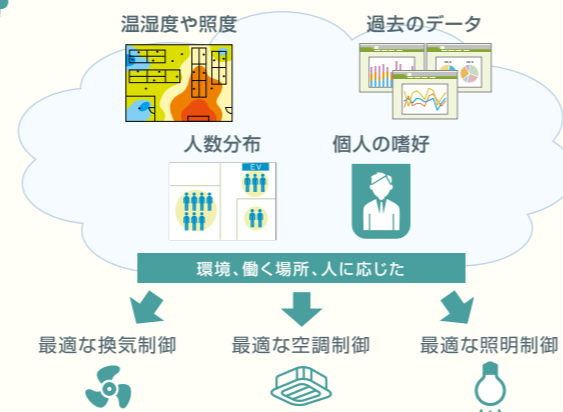 温湿度や照度
過去のデータ
人数分布
個人の嗜好
EV
環境、働く場所、人に応じた
最適な換気制御
最適な空調制御
最適な照明制御